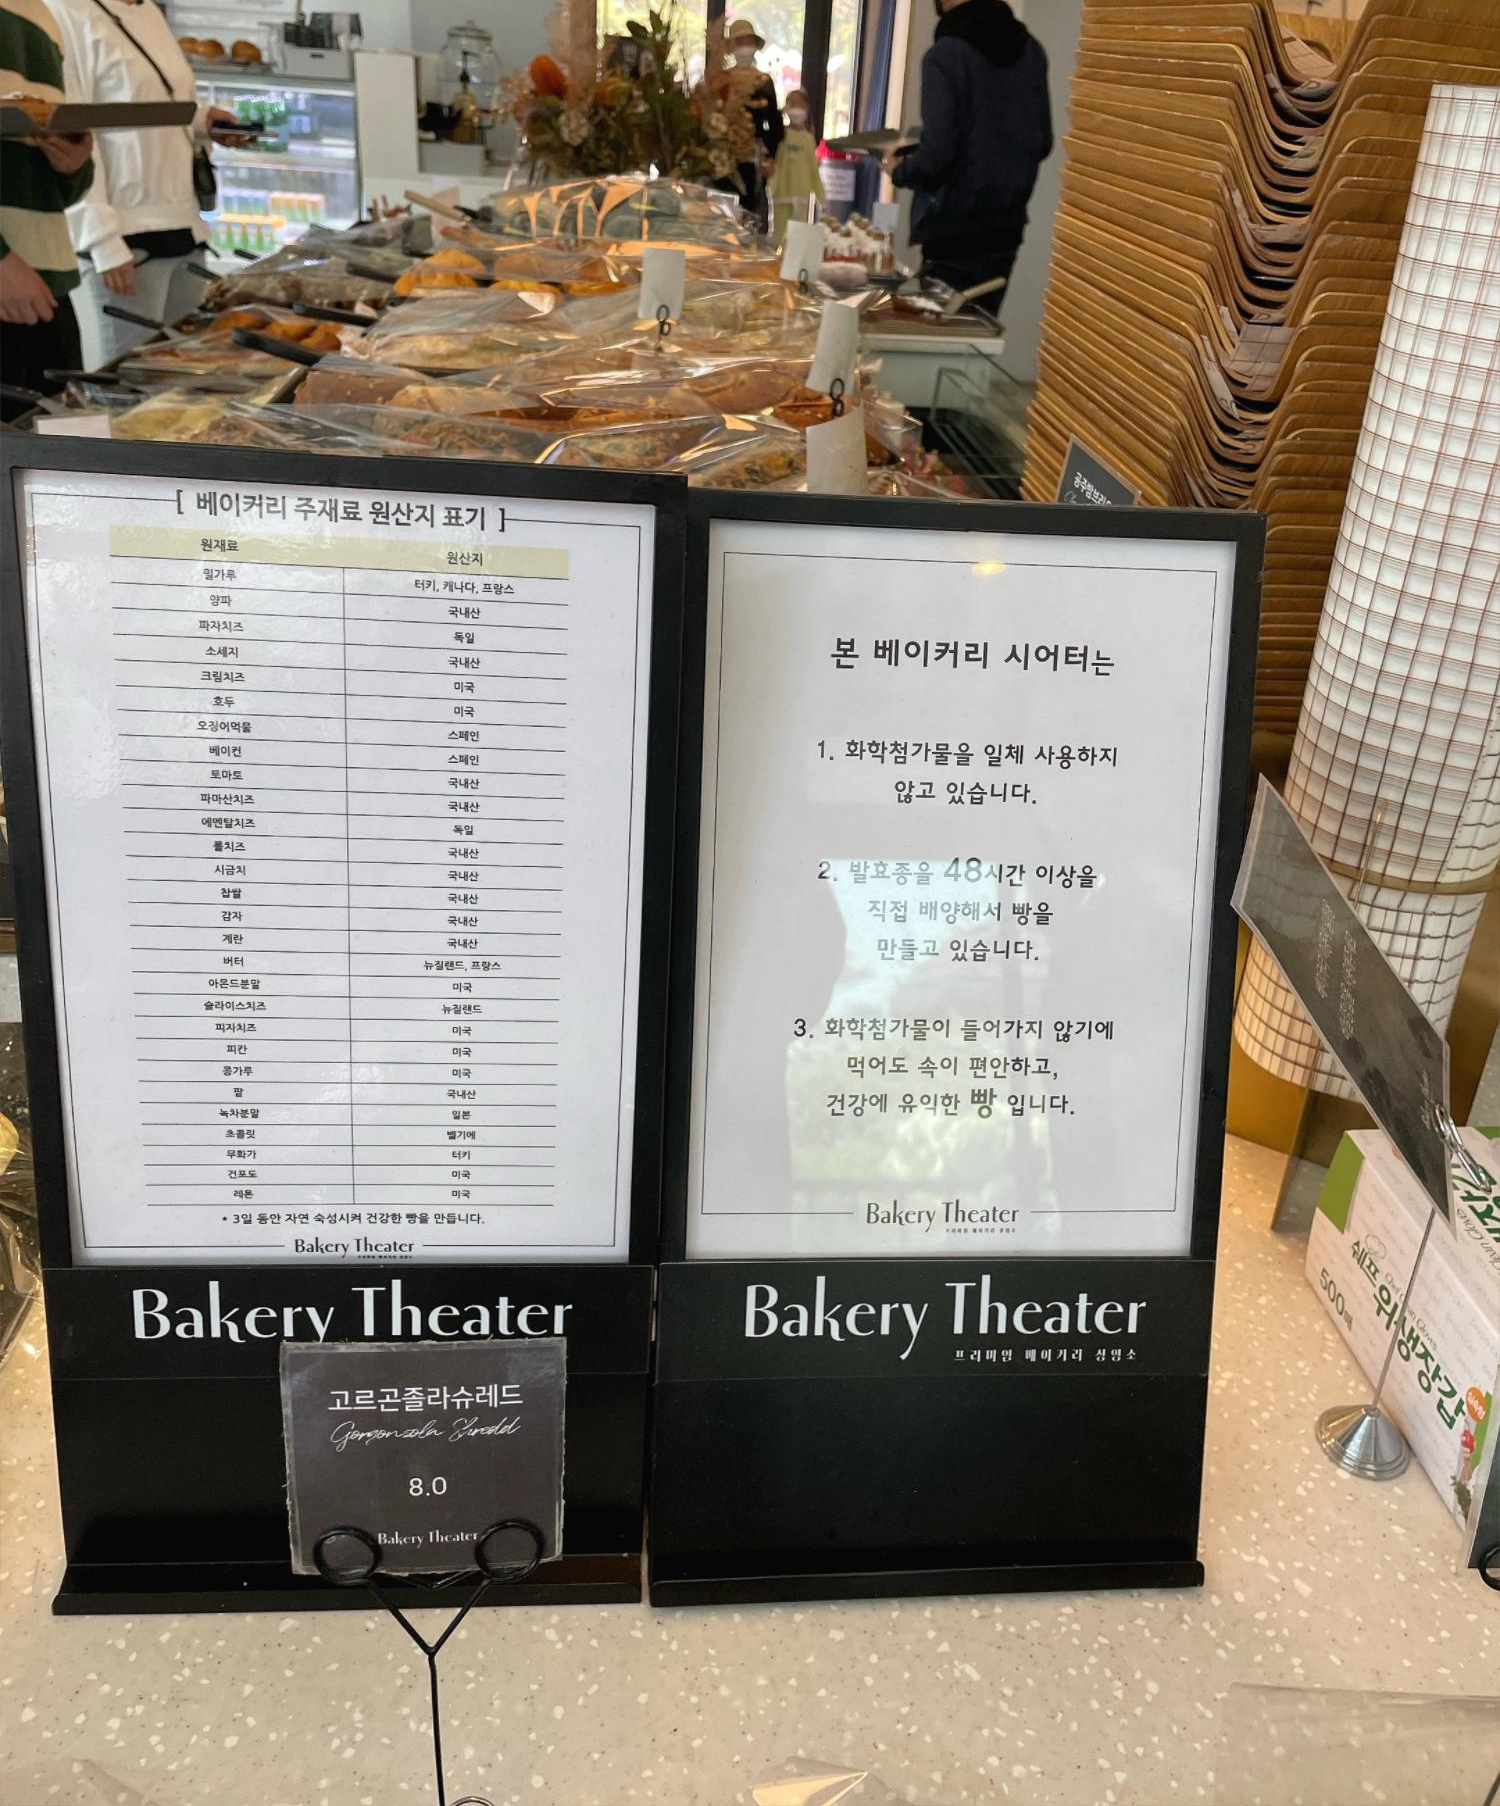 [ 베이커리 주재료 원산지 표기 ]
원재료 원산지
밀가루 터키, 캐나다, 프랑스
양파 국내산
파자치즈 독일
소세지 국내산
크림치즈 미국
호두 미국
오징어먹물 스페인
베이컨 스페인
토마토 국내산
파마산치즈 국내산
에멘탈치즈 독일
롤치즈 국내산
시금치 국내산
찹쌀 국내산
감자 국내산
계란 국내산
버터 뉴질랜드, 프랑스
아몬드분말 미국
슬라이스치즈 뉴질랜드
피자치즈 미국
피칸 미국
콩가루 미국
팥 국내산
녹차분말 일본
초콜릿 벨기에
무화가 터키
건포도 미국
레몬 미국
* 3일 동안 자연 숙성시켜 건강한 빵을 만듭니다.
Bakery Theater
Bakery Theater
고르곤졸라슈레드
Gorgonzola Shredd
8.0
Bakery Theater
본 베이커리 시어터는
1. 화학첨가물을 일체 사용하지
않고 있습니다.
2. 발효종을 48시간 이상을
직접 배양해서 빵을
만들고 있습니다.
3. 화학첨가물이 들어가지 않기에
먹어도 속이 편안하고,
건강에 유익한 빵 입니다.
Bakery Theater
Bakery Theater
프리미엄 베이커리 상영소
쉐프 위생장갑
500매